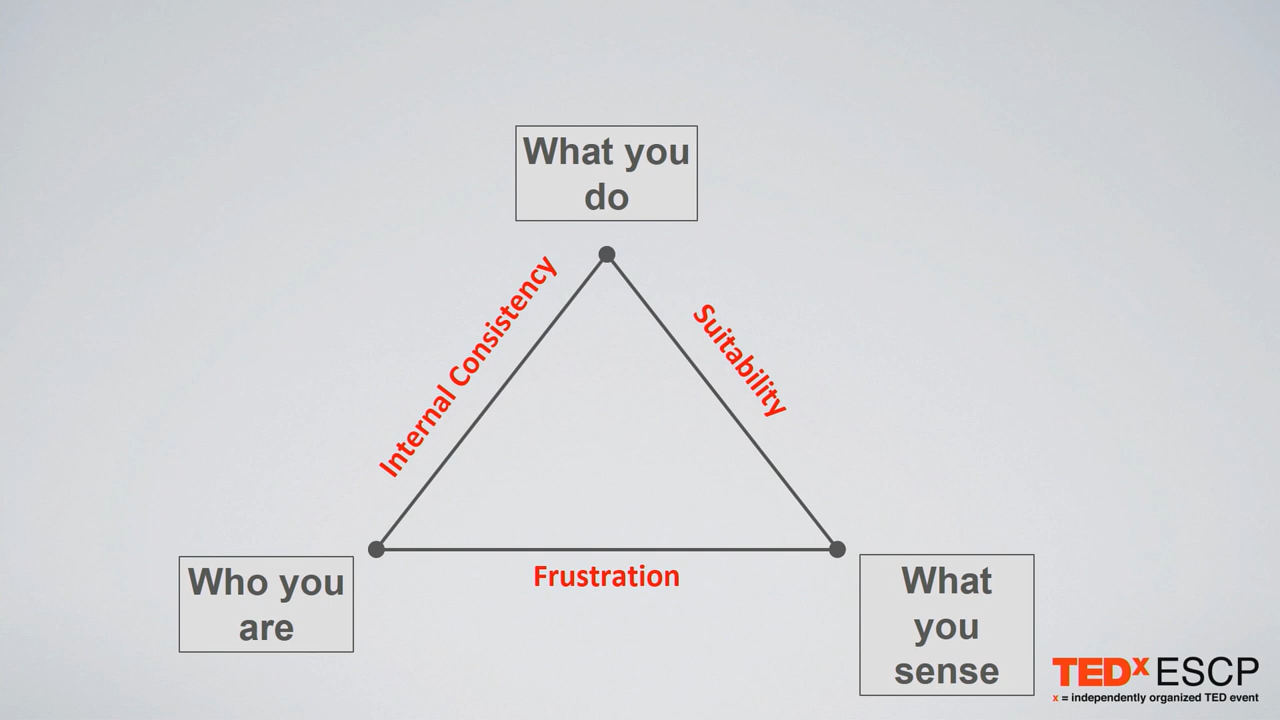 What you
do
Internal Consistency
Suitability
Frustration
Who you
are
What
you
sense
TEDx ESCP
x = independently organized TED event